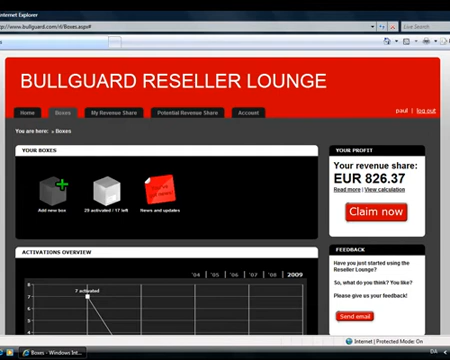 nternet Explorer
ttp://www.bullguard.com/rl/Boxes.aspx#
Live Search
BULLGUARD RESELLER LOUNGE
Home
Boxes
My Revenue Share
Potential Revenue Share
Account
paul | log out
You are here: » Boxes
YOUR BOXES
Add new box
29 activated / 17 left
News and updates
YOUR PROFIT
Your revenue share:
EUR 826.37
Read more | View calculation
Claim now
ACTIVATIONS OVERVIEW
'04 | '05 | '06 | '07 | '08 | 2009
8
7
6
5
4
7 activated
FEEDBACK
Have you just started using the
Reseller Lounge?
So, what do you think? You like?
Please give us your feedback!
Send email
Internet | Protected Mode: On
Boxes - Windows Int...
DA